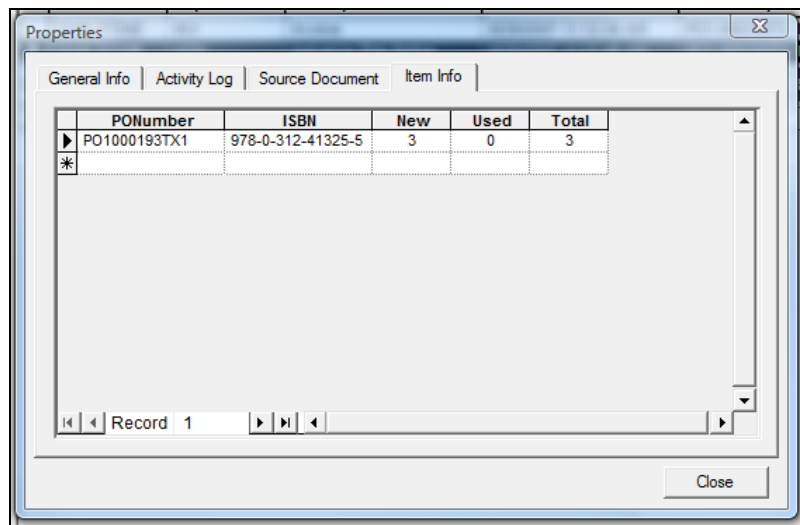 Properties
General Info Activity Log Source Document Item Info
PONumber ISBN New Used Total
PO1000193TX1 978-0-312-41325-5 3 0 3
Record 1
Close